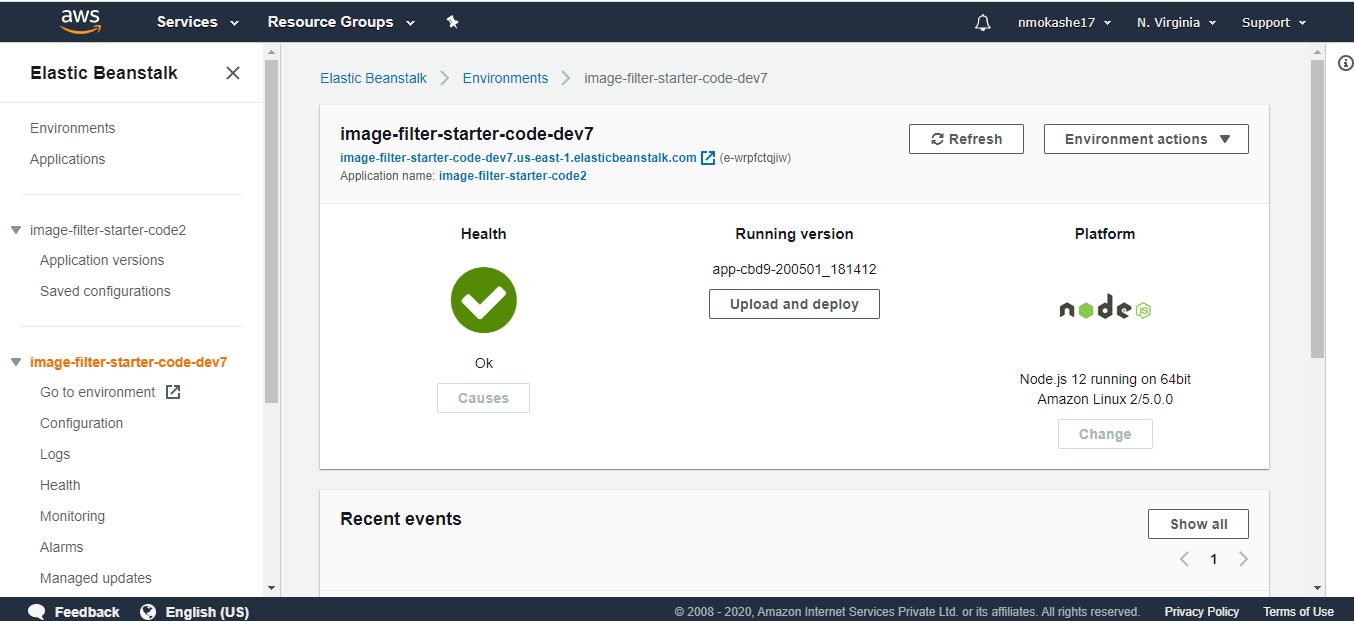 aws Services Resource Groups nmokashe17 N. Virginia Support
Elastic Beanstalk
Environments
Applications
image-filter-starter-code2
Application versions
Saved configurations
image-filter-starter-code-dev7
Go to environment
Configuration
Logs
Health
Monitoring
Alarms
Managed updates
Elastic Beanstalk Environments image-filter-starter-code-dev7
image-filter-starter-code-dev7
image-filter-starter-code-dev7.us-east-1.elasticbeanstalk.com (e-wrpfctqjiw)
Application name: image-filter-starter-code2
Refresh
Environment actions
Health
Ok
Causes
Running version
app-cbd9-200501_181412
Upload and deploy
Platform
node JS
Node.js 12 running on 64bit
Amazon Linux 2/5.0.0
Change
Recent events
Show all
1
Feedback English (US) © 2008 - 2020, Amazon Internet Services Private Ltd. or its affiliates. All rights reserved. Privacy Policy Terms of Use